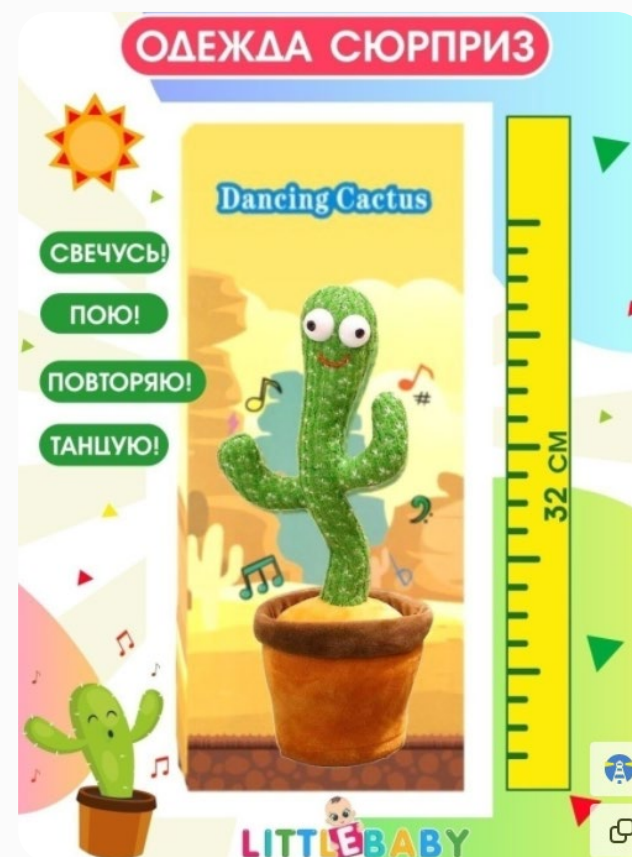 ОДЕЖДА СЮРПРИЗ
Dancing Cactus
СВЕЧУСЬ!
ПОЮ!
ПОВТОРЯЮ!
ТАНЦУЮ!
32 СМ
LITTLEBABY